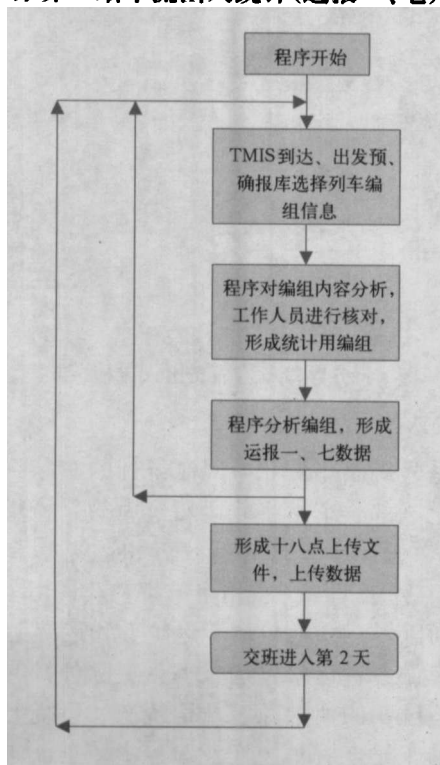 程序开始
TMIS到达、出发预、
确报库选择列车编
组信息
程序对编组内容分析，
工作人员进行核对，
形成统计用编组
程序分析编组，形成
运报一、七数据
形成十八点上传文
件，上传数据
交班进入第 2 天